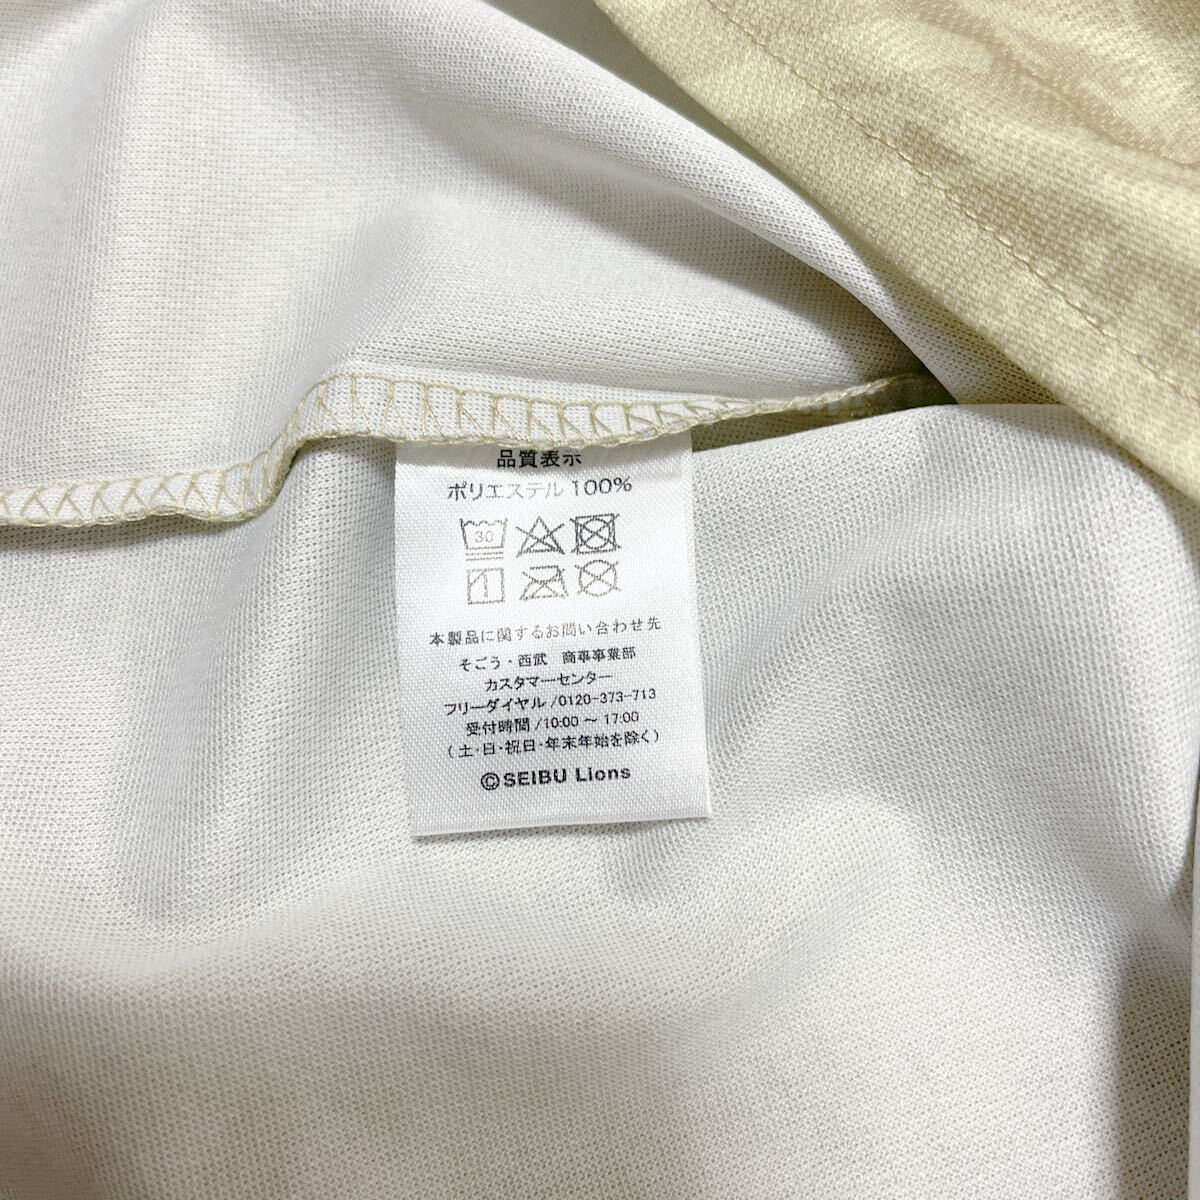 品質表示
ポリエステル 100%
30
本製品に関するお問い合わせ先
そごう・西武 商事事業部
カスタマーセンター
フリーダイヤル /0120-373-713
受付時間 /10:00 ～ 17:00
（土・日・祝日・年末年始を除く）
©SEIBU Lions